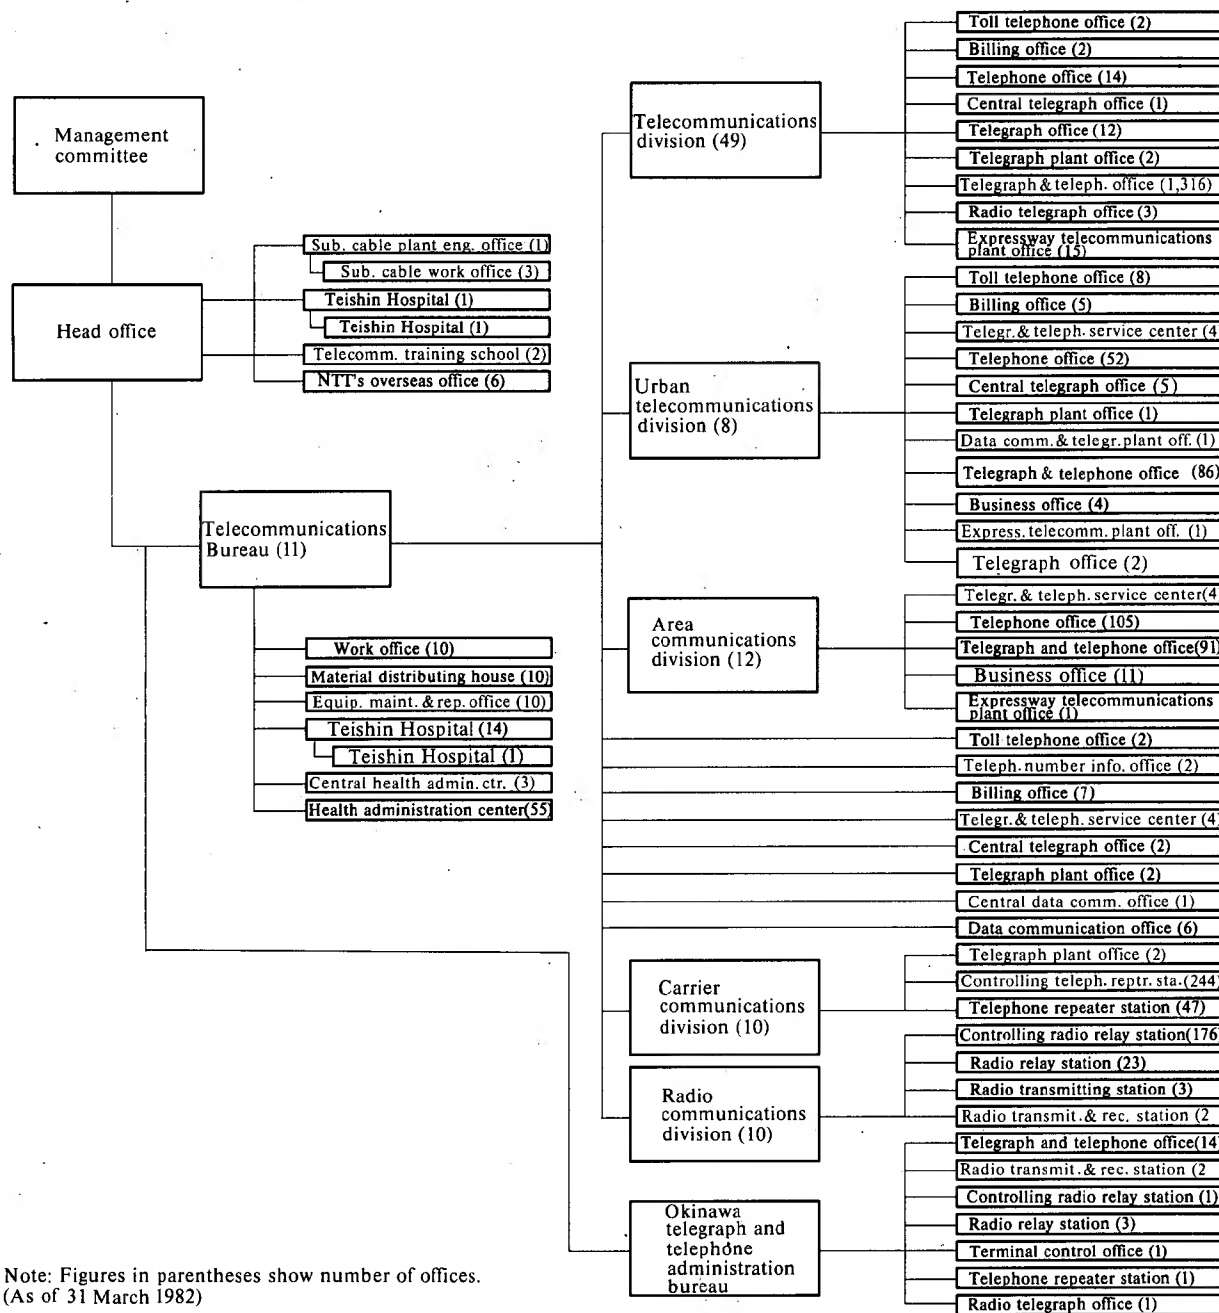 Management
committee
Head office
Sub. cable plant eng. office (1)
Sub. cable work office (3)
Teishin Hospital (1)
Teishin Hospital (1)
Telecomm. training school (2)
NTT's overseas office (6)
Telecommunications
Bureau (11)
Work office (10)
Material distributing house (10)
Equip. maint. & rep. office (10)
Teishin Hospital (14)
Teishin Hospital (1)
Central health admin. ctr. (3)
Health administration center(55)
Telecommunications
division (49)
Toll telephone office (2)
Billing office (2)
Telephone office (14)
Central telegraph office (1)
Telegraph office (12)
Telegraph plant office (2)
Telegraph & teleph. office (1,316)
Radio telegraph office (3)
Expressway telecommunications
plant office (15)
Urban
telecommunications
division (8)
Toll telephone office (8)
Billing office (5)
Telegr. & teleph. service center (4
Telephone office (52)
Central telegraph office (5)
Telegraph plant office (1)
Data comm. & telegr. plant off. (1)
Telegraph & telephone office (86)
Business office (4)
Express. telecomm. plant off. (1)
Telegraph office (2)
Area
communications
division (12)
Telegr. & teleph. service center(4
Telephone office (105)
Telegraph and telephone office(91)
Business office (11)
Expressway telecommunications
plant office (1)
Toll telephone office (2)
Teleph. number info. office (2)
Billing office (7)
Telegr. & teleph. service center (4)
Central telegraph office (2)
Telegraph plant office (2)
Central data comm. office (1)
Data communication office (6)
Carrier
communications
division (10)
Telegraph plant office (2)
Controlling teleph. reptr. sta.(244)
Telephone repeater station (47)
Radio
communications
division (10)
Controlling radio relay station(176
Radio relay station (23)
Radio transmitting station (3)
Radio transmit. & rec. station (2
Okinawa
telegraph and
telephone
administration
bureau
Telegraph and telephone office(14
Radio transmit. & rec. station (2
Controlling radio relay station (1)
Radio relay station (3)
Terminal control office (1)
Telephone repeater station (1)
Radio telegraph office (1)
Note: Figures in parentheses show number of offices.
(As of 31 March 1982)